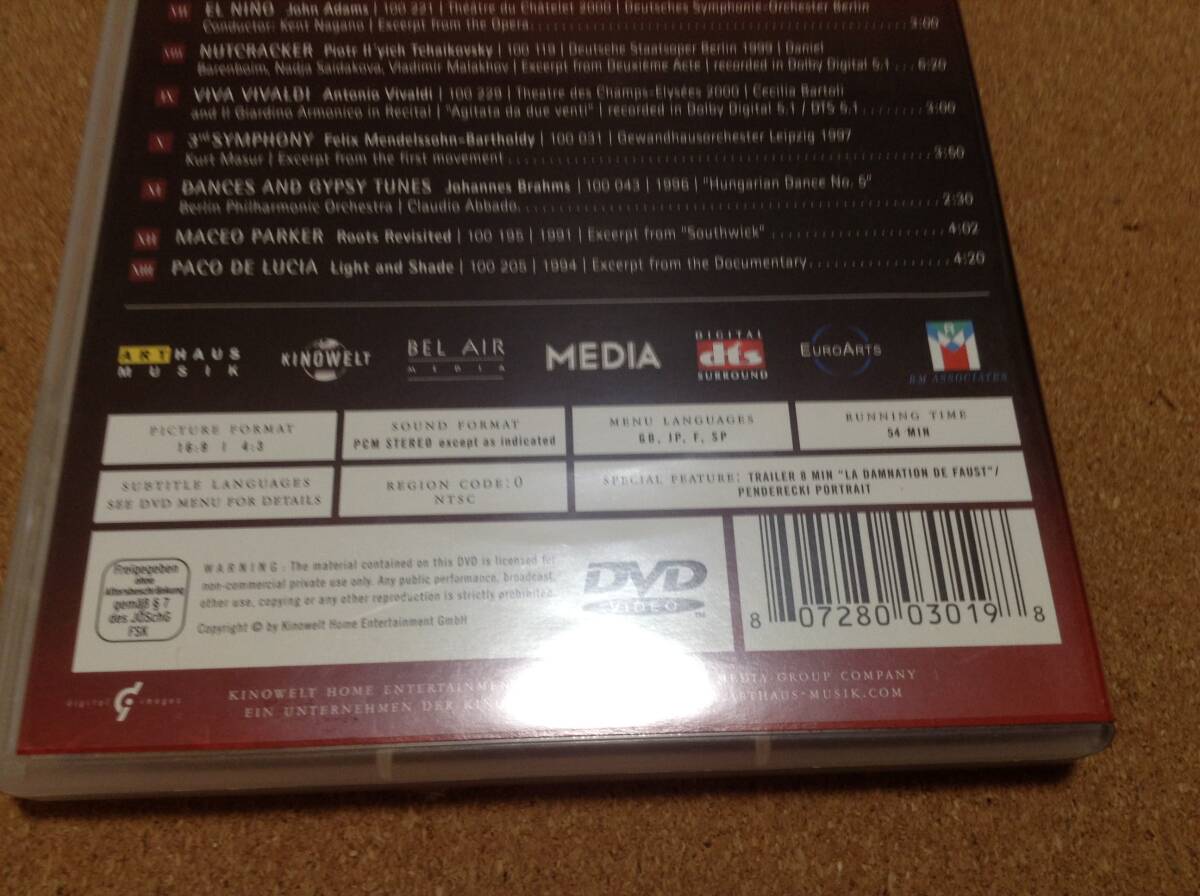 EL NINO John Adams | 100 221 | Théâtre du Châtelet 2000 | Deutsches Symphonie-Orchester Berlin
Conductor: Kent Nagano | Excerpt from the Opera 3:00
NUTCRACKER Piotr Il'yich Tchaikovsky | 100 119 | Deutsche Staatsoper Berlin 1999 | Daniel
Barenboim, Nadja Saidakova, Vladimir Malakhov | Excerpt from Deuxième Acte | recorded in Dolby Digital 5.1 ... 6:20
IX VIVA VIVALDI Antonio Vivaldi | 100 229 | Theatre des Champs-Elysées 2000 | Cecilia Bartoli
and Il Giardino Armonico in Recital | "Agitata da due venti" | recorded in Dolby Digital 5.1 / DTS 5.1 3:00
X 3rd SYMPHONY Felix Mendelssohn-Bartholdy | 100 031 | Gewandhausorchester Leipzig 1997
Kurt Masur | Excerpt from the first movement 3:50
XI DANCES AND GYPSY TUNES Johannes Brahms | 100 043 | 1996 | "Hungarian Dance No. 5"
Berlin Philharmonic Orchestra | Claudio Abbado 2:30
XII MACEO PARKER Roots Revisited | 100 195 | 1991 | Excerpt from "Southwick" 4:02
XIII PACO DE LUCIA Light and Shade | 100 205 | 1994 | Excerpt from the Documentary 4:20
ARTHAUS
MUSIK
KINOWELT
BEL AIR
MEDIA
MEDIA
DIGITAL
dts
SURROUND
EUROARTS
RM ASSOCIATES
PICTURE FORMAT
16:9 | 4:3
SOUND FORMAT
PCM STEREO except as indicated
MENU LANGUAGES
GB, JP, F, SP
RUNNING TIME
54 MIN
SUBTITLE LANGUAGES
SEE DVD MENU FOR DETAILS
REGION CODE: 0
NTSC
SPECIAL FEATURE: TRAILER 8 MIN "LA DAMNATION DE FAUST"/
PENDERECKI PORTRAIT
Freigegeben
ohne
Altersbeschränkung
gemäß § 7
des JÖSchG
FSK
WARNING: The material contained on this DVD is licensed for
non-commercial private use only. Any public performance, broadcast,
other use, copying or any other reproduction is strictly prohibited.
Copyright © by Kinowelt Home Entertainment GmbH
DVD
VIDEO
TM
8 07280 03019 8
digital images
KINOWELT HOME ENTERTAINMEN
MEDIA GROUP COMPANY
EIN UNTERNEHMEN DER
ARTHAUS-MUSIK.COM